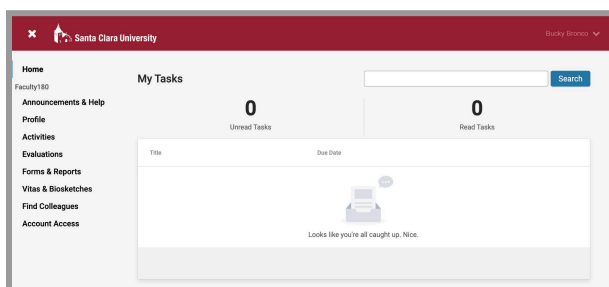 Santa Clara University
Bucky Bronco
Home
Faculty180
Announcements & Help
Profile
Activities
Evaluations
Forms & Reports
Vitas & Biosketches
Find Colleagues
Account Access
My Tasks
Search
0
Unread Tasks
0
Read Tasks
Title Due Date
Looks like you're all caught up. Nice.